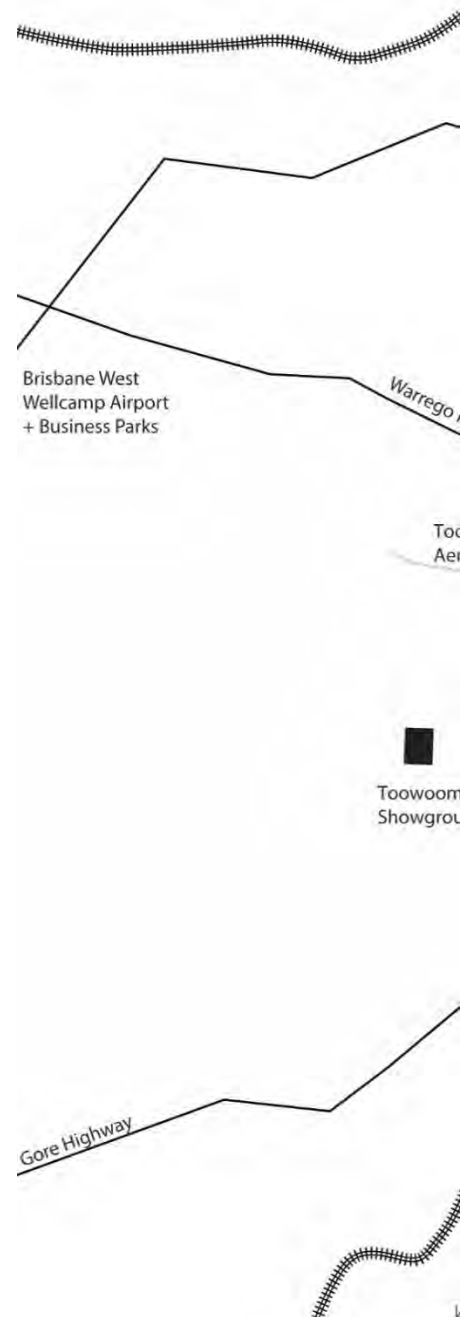 Brisbane West
Wellcamp Airport
+ Business Parks
Warrego
Toowoom
Showgrou
Gore Highway